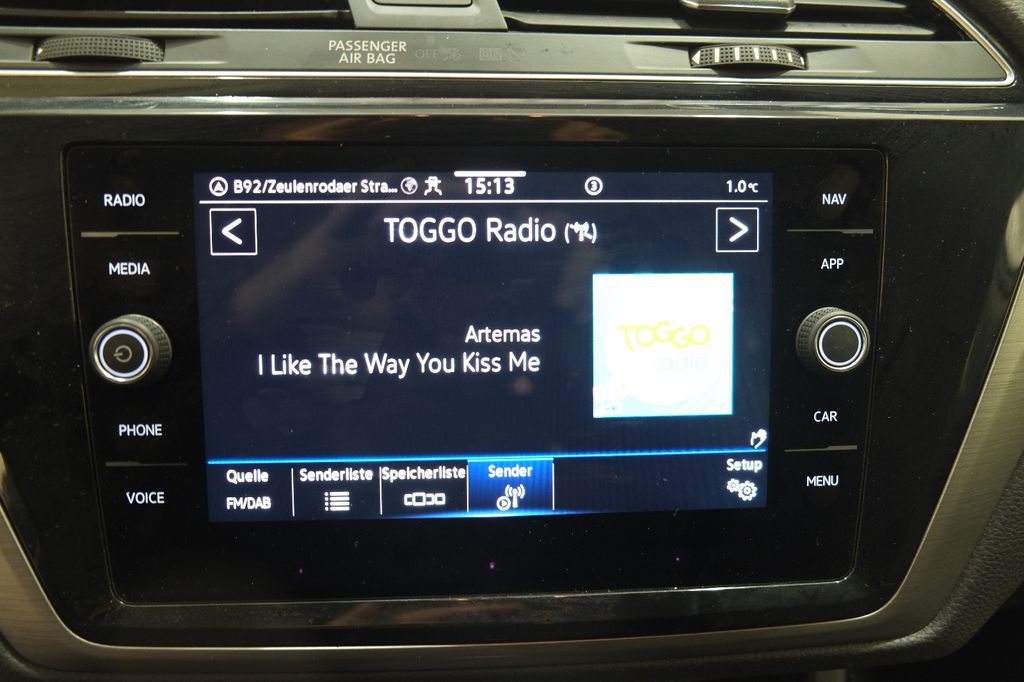 PASSENGER
AIR BAG
OFF ON
B92/Zeulenrodaer Stra... 15:13 3 1.0°C
TOGGO Radio
Artemas
I Like The Way You Kiss Me
TOGGO
radio
Quelle Senderliste Speicherliste Sender Setup
FM/DAB
RADIO
MEDIA
PHONE
VOICE
NAV
APP
CAR
MENU